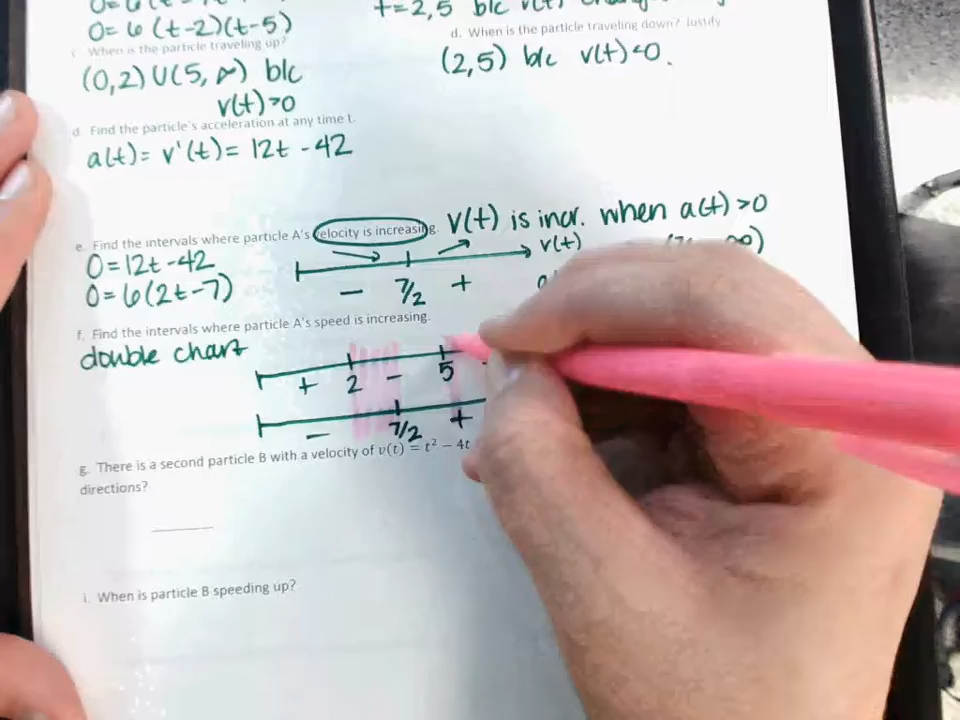 0=6(t-2)(t-5)
t=2,5 b/c v(t)
c. When is the particle traveling up?
(0,2) U (5, ∞) b/c
v(t)>0
d. When is the particle traveling down? Justify
(2,5) b/c v(t)<0.
d. Find the particle's acceleration at any time t.
a(t)= v'(t)= 12t -42
e. Find the intervals where particle A's velocity is increasing.
v(t) is incr. when a(t) >0
0=12t -42
0=6(2t-7)
v(t)
− 7/2 +
f. Find the intervals where particle A's speed is increasing.
double chart
+ 2 − 5
− 7/2 +
g. There is a second particle B with a velocity of v(t) = t² − 4t
directions?
i. When is particle B speeding up?